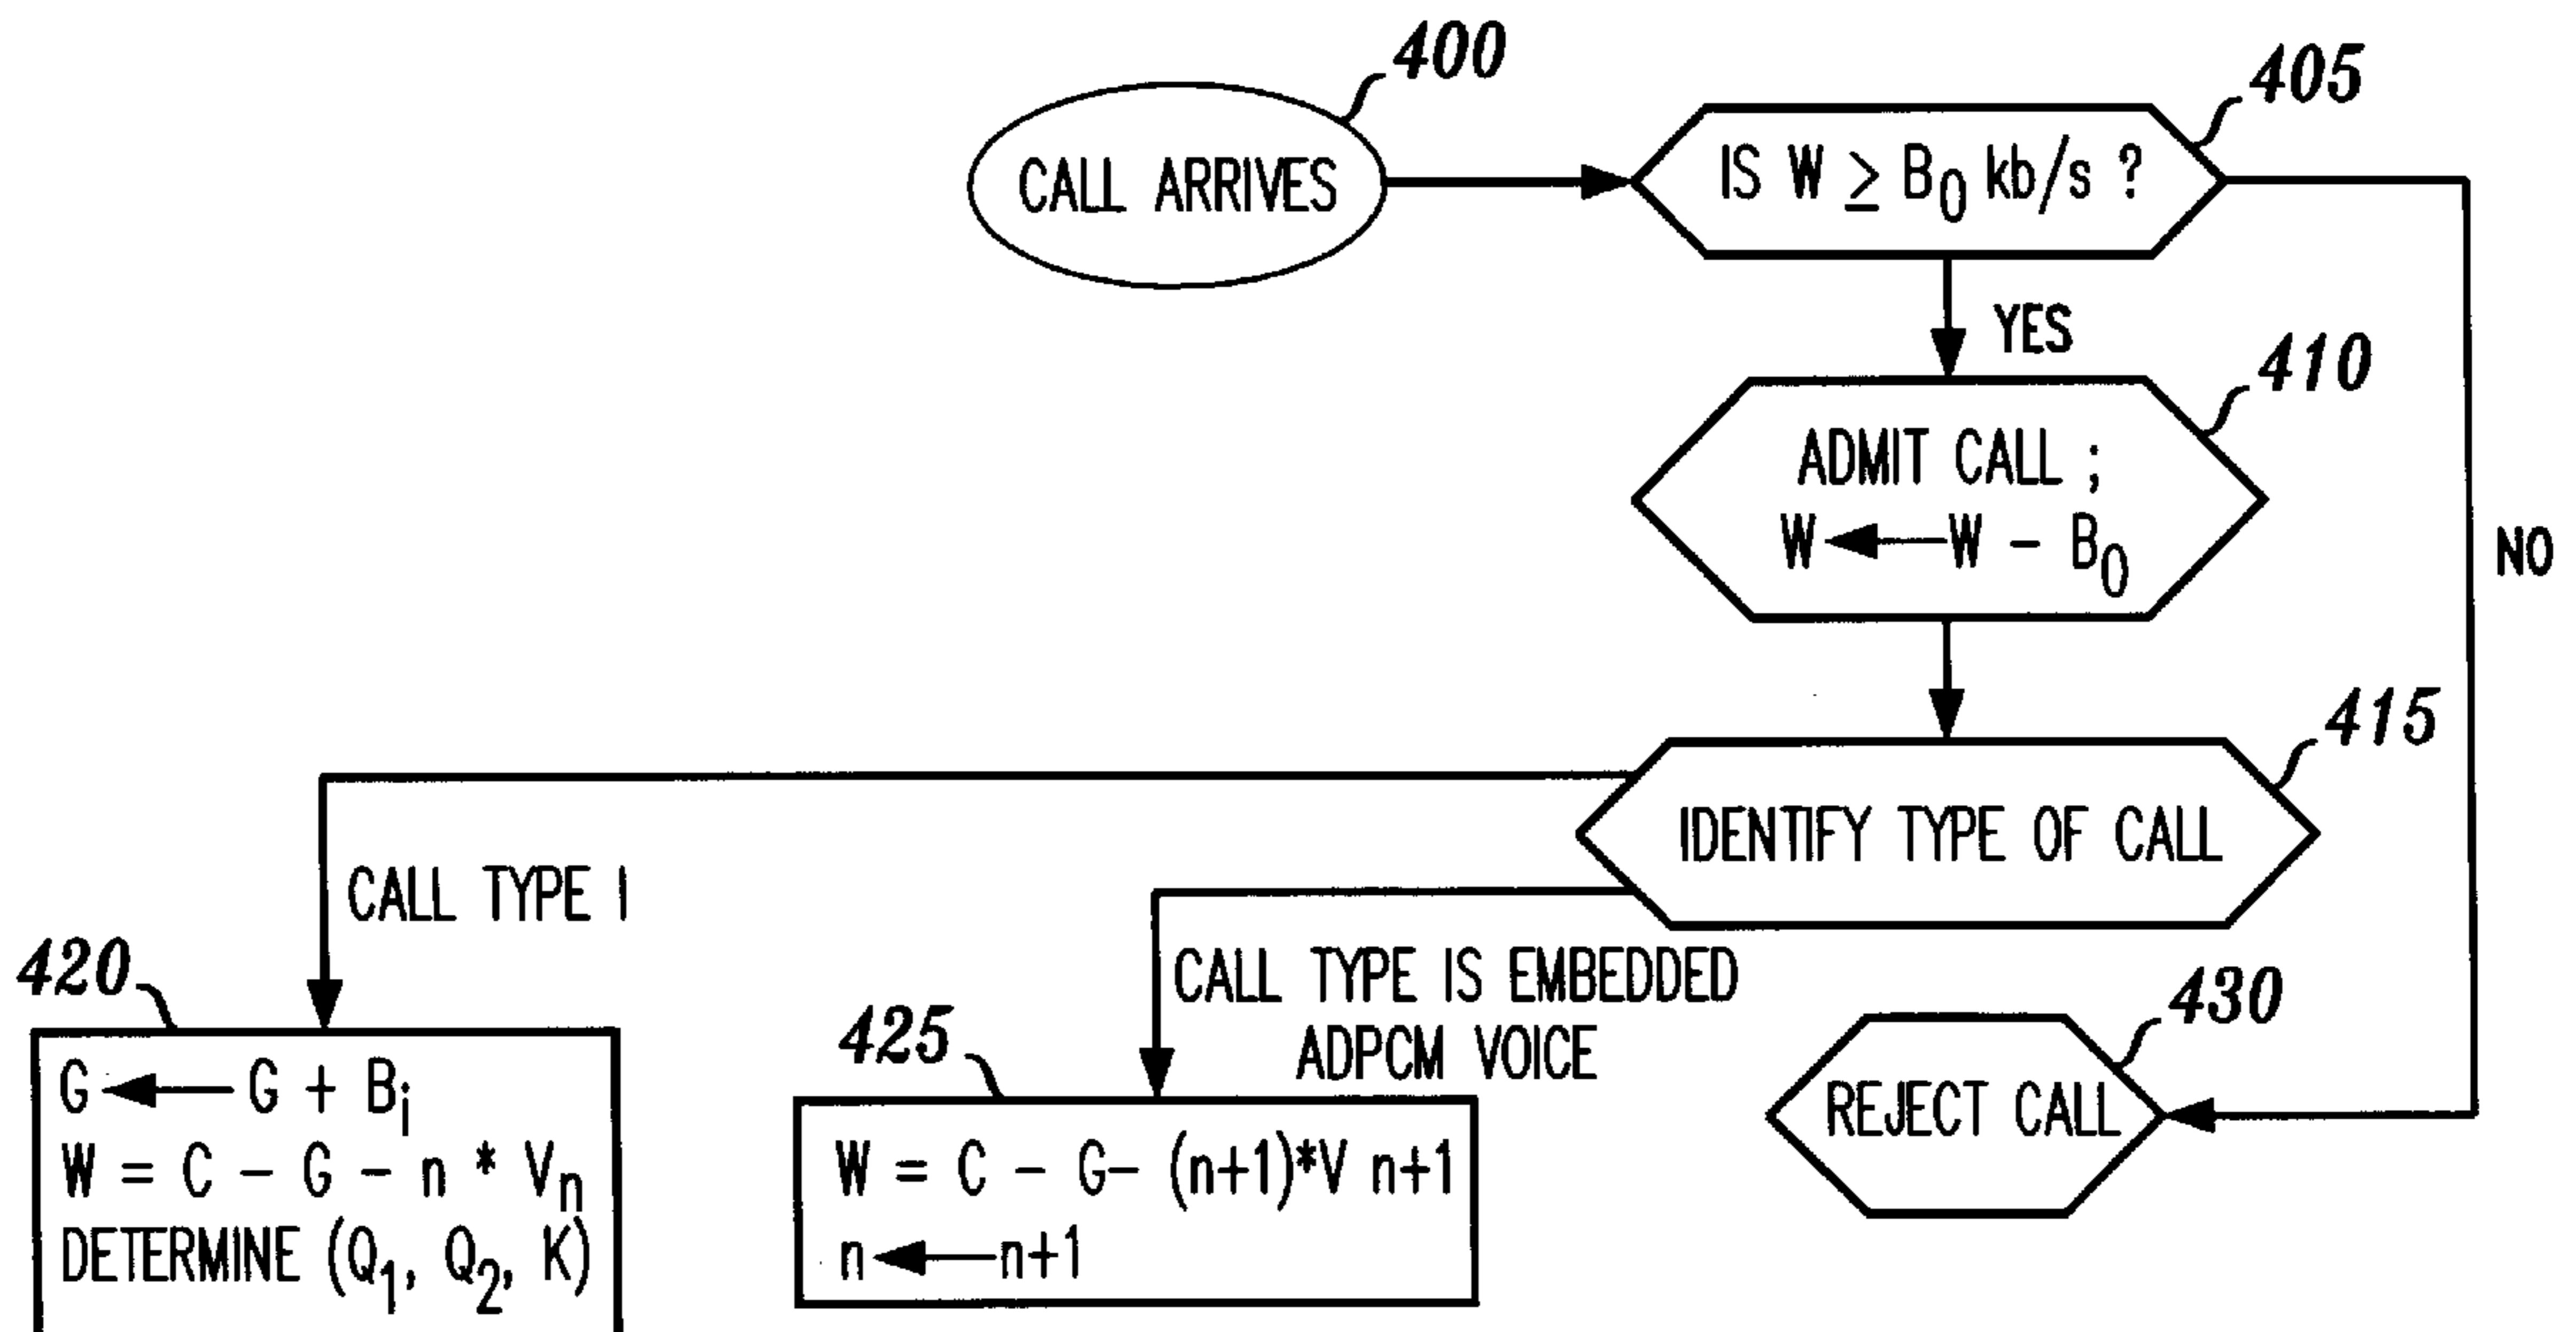 400
CALL ARRIVES
405
IS W ≥ B0 kb/s ?
YES
NO
410
ADMIT CALL ;
W ← W - B0
415
IDENTIFY TYPE OF CALL
CALL TYPE I
420
G ← G + Bi
W = C - G - n * Vn
DETERMINE (Q1, Q2, K)
CALL TYPE IS EMBEDDED
ADPCM VOICE
425
W = C - G- (n+1)*V n+1
n ← n+1
430
REJECT CALL